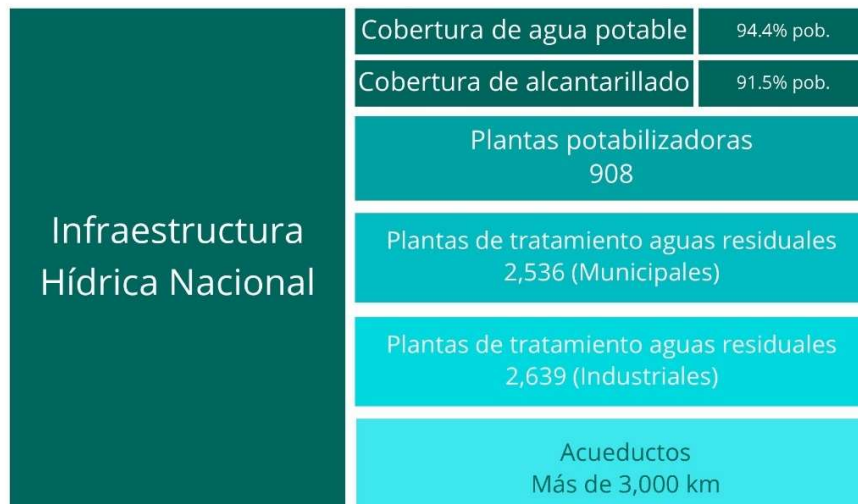 Infraestructura
Hídrica Nacional
Cobertura de agua potable
94.4% pob.
Cobertura de alcantarillado
91.5% pob.
Plantas potabilizadoras
908
Plantas de tratamiento aguas residuales
2,536 (Municipales)
Plantas de tratamiento aguas residuales
2,639 (Industriales)
Acueductos
Más de 3,000 km